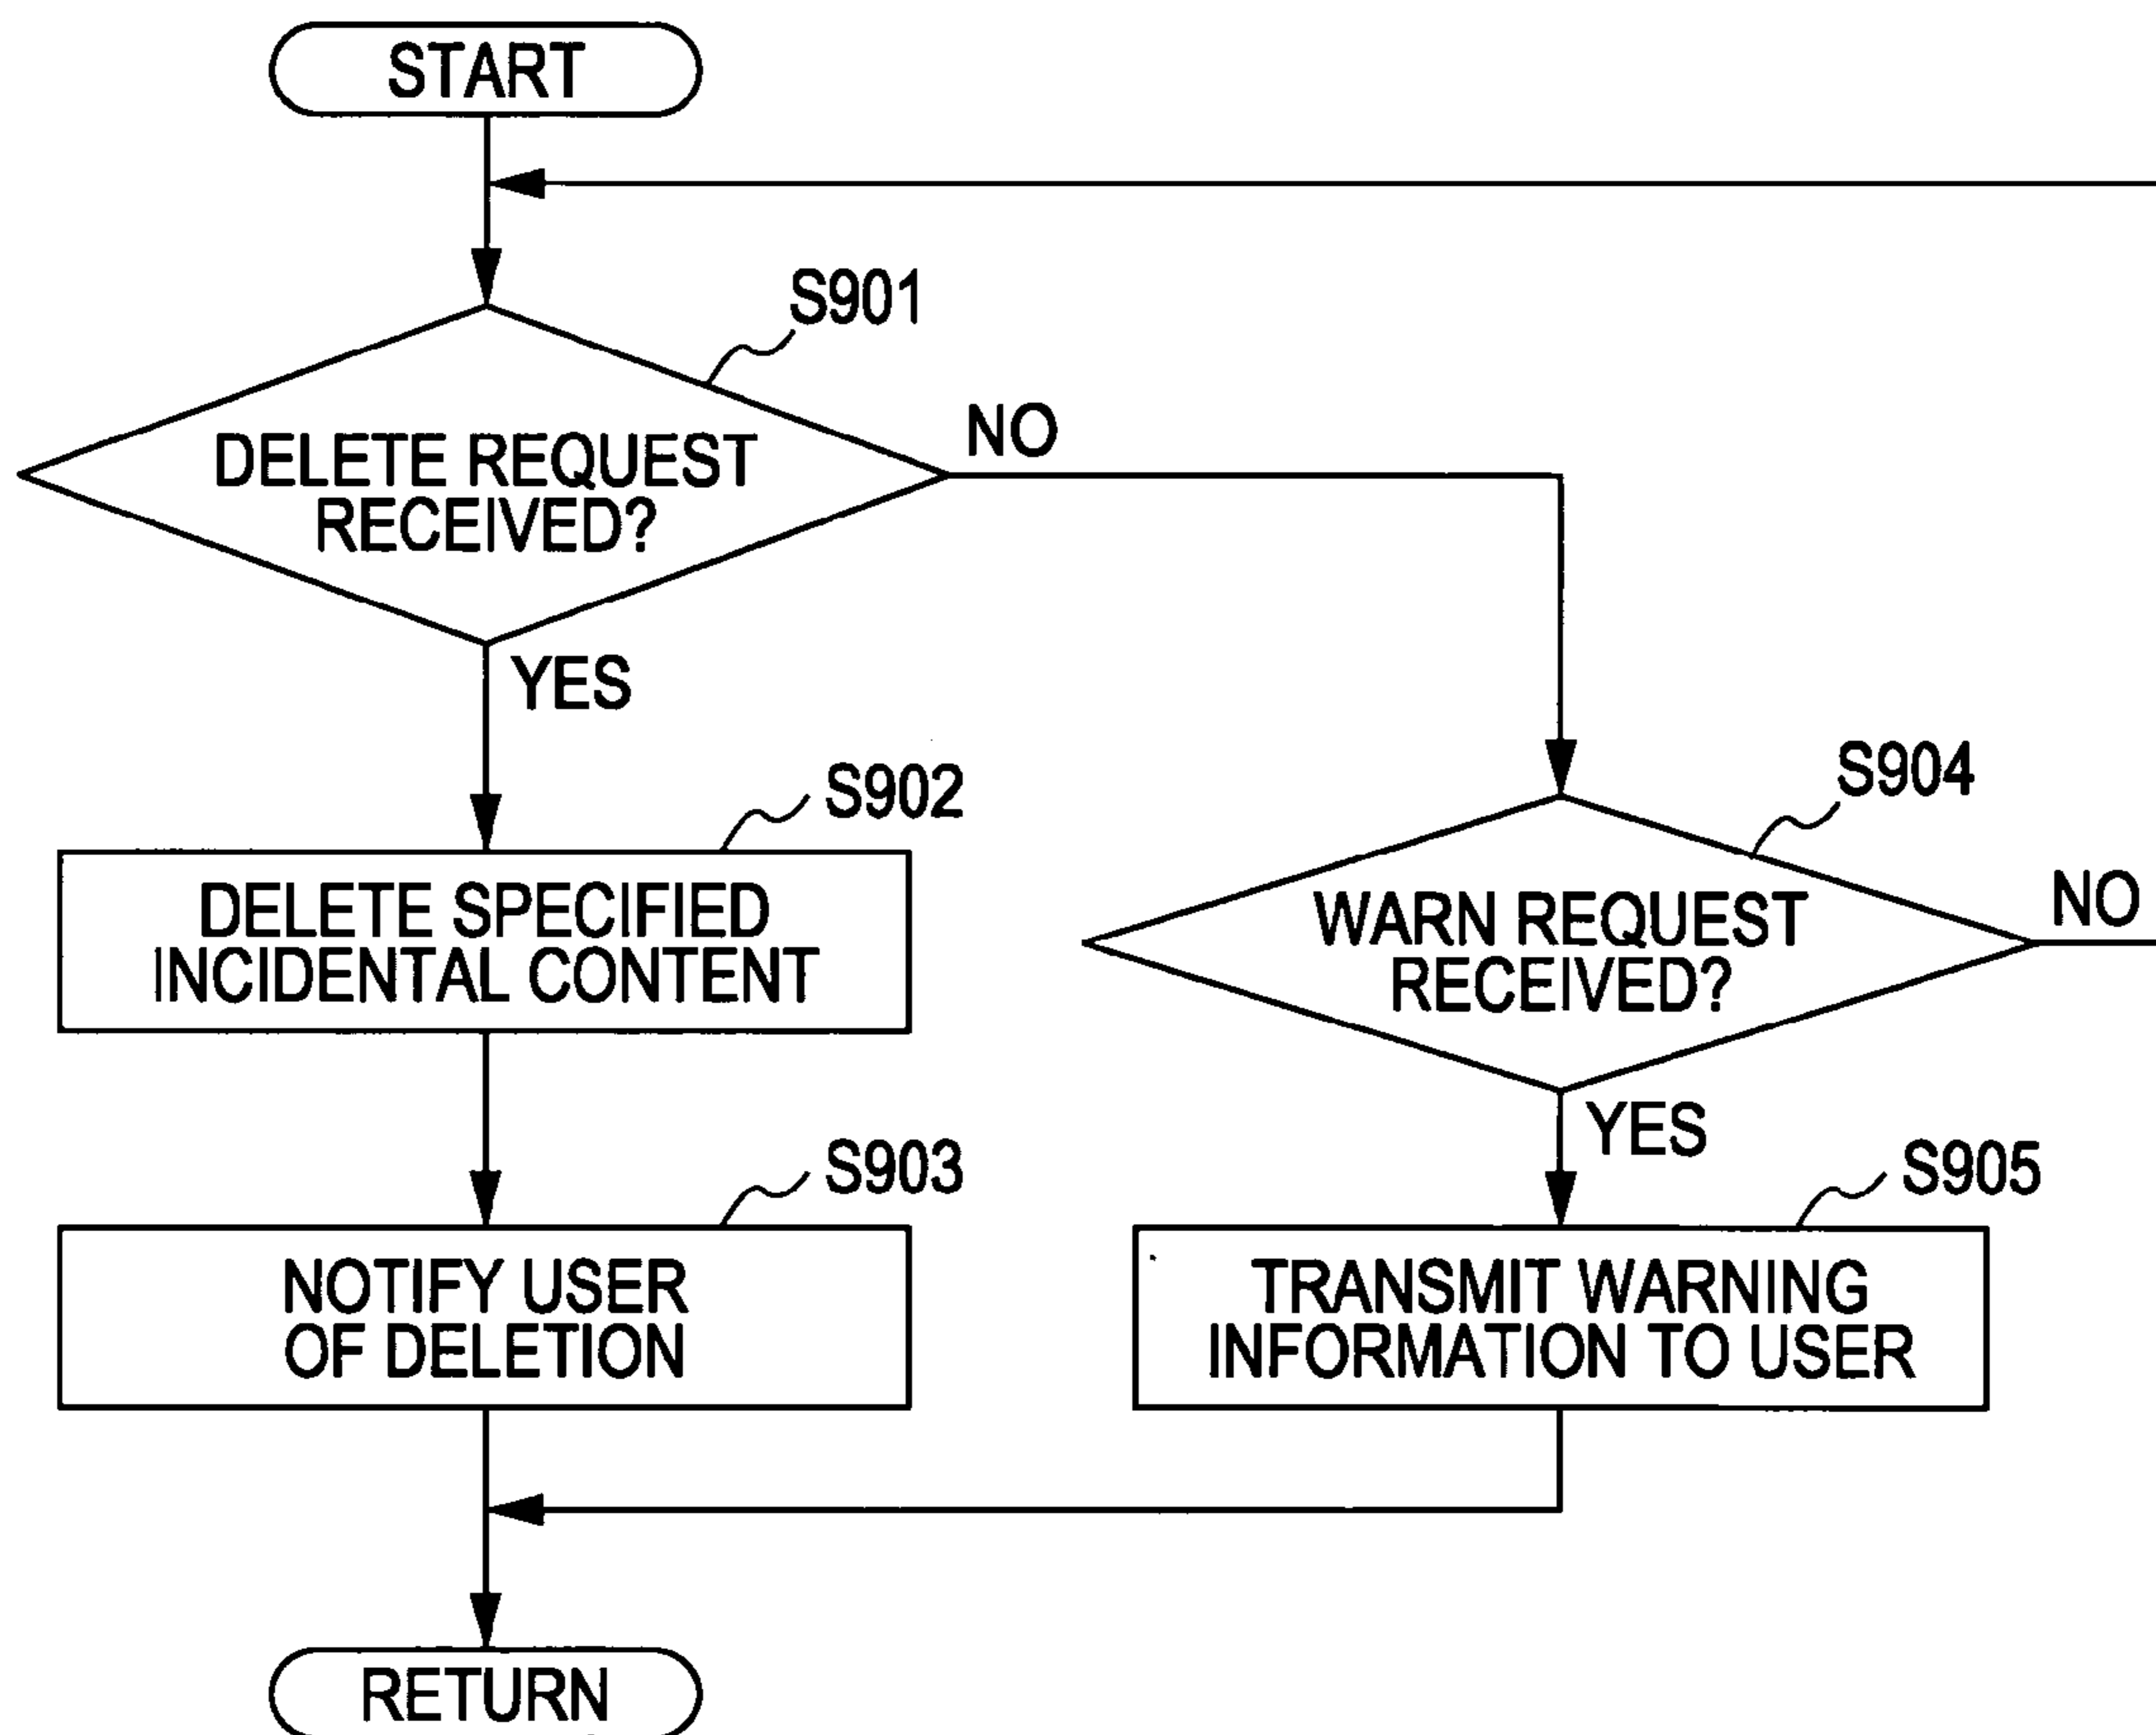 START
S901
DELETE REQUEST
RECEIVED?
NO
YES
S902
DELETE SPECIFIED
INCIDENTAL CONTENT
S903
NOTIFY USER
OF DELETION
S904
WARN REQUEST
RECEIVED?
NO
YES
S905
TRANSMIT WARNING
INFORMATION TO USER
RETURN